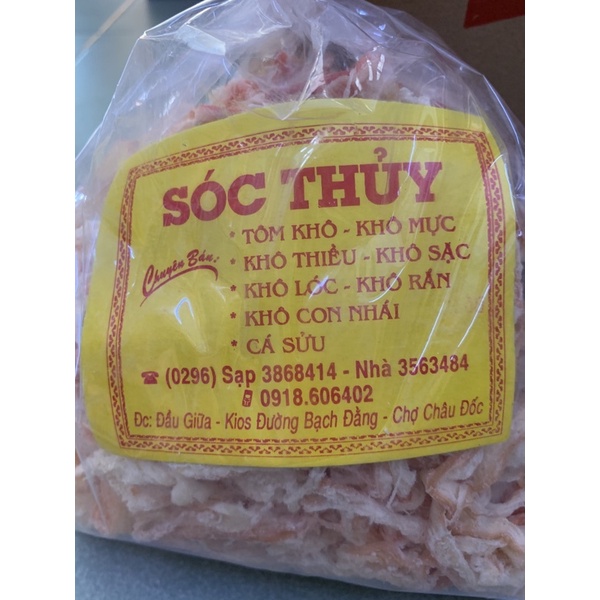 SÓC THỦY
Chuyên Bán:
* TÔM KHÔ - KHÔ MỰC
* KHÔ THIỀU - KHÔ SẶC
* KHÔ LÓC - KHÔ RẮN
* KHÔ CON NHÁI
* CÁ SỬU
☎ (0296) Sạp 3868414 - Nhà 3563484
📱 0918.606402
Đc: Đầu Giữa - Kios Đường Bạch Đằng - Chợ Châu Đốc